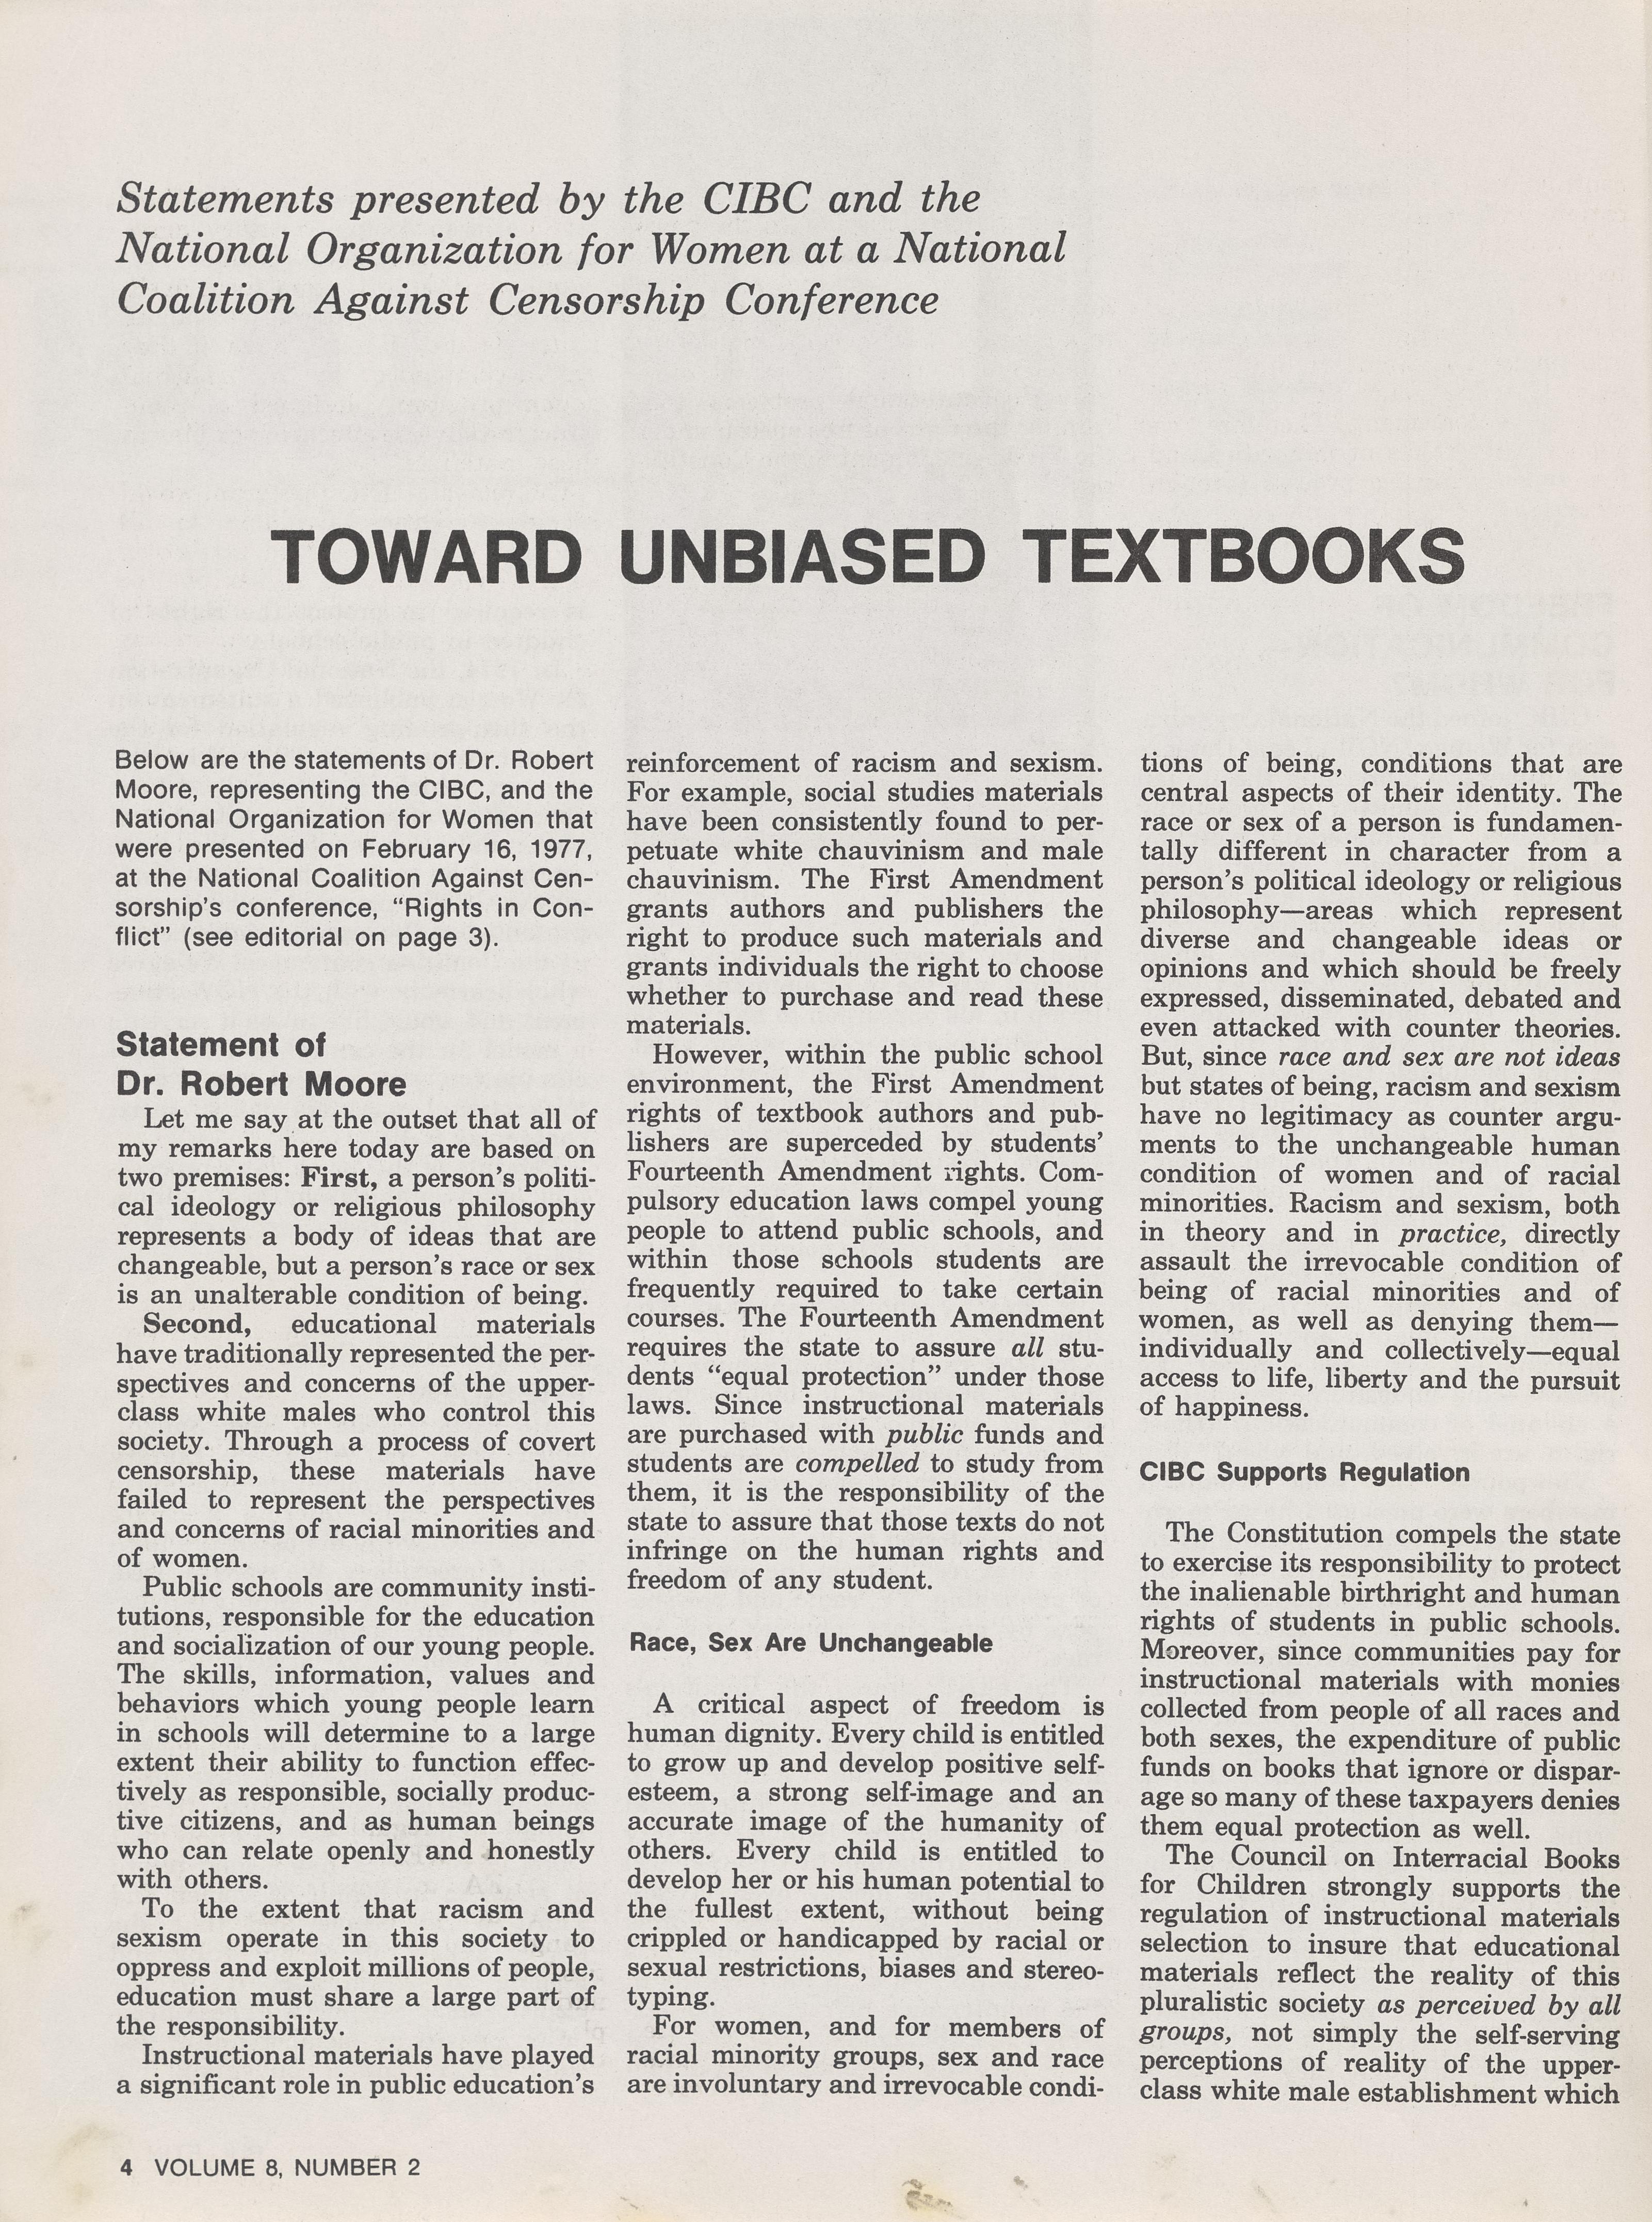 Statements presented by the CIBC and the
National Organization for Women at a National
Coalition Against Censorship Conference
TOWARD UNBIASED TEXTBOOKS
Below are the statements of Dr. Robert
Moore, representing the CIBC, and the
National Organization for Women that
were presented on February 16, 1977,
at the National Coalition Against Cen-
sorship's conference, “Rights in Con-
flict” (see editorial on page 3).
Statement of
Dr. Robert Moore
Let me say at the outset that all of
my remarks here today are based on
two premises: First, a person's politi-
cal ideology or religious philosophy
represents a body of ideas that are
changeable, but a person's race or sex
is an unalterable condition of being.
Second, educational materials
have traditionally represented the per-
spectives and concerns of the upper-
class white males who control this
society. Through a process of covert
censorship, these materials have
failed to represent the perspectives
and concerns of racial minorities and
of women.
Public schools are community insti-
tutions, responsible for the education
and socialization of our young people.
The skills, information, values and
behaviors which young people learn
in schools will determine to a large
extent their ability to function effec-
tively as responsible, socially produc-
tive citizens, and as human beings
who can relate openly and honestly
with others.
To the extent that racism and
sexism operate in this society to
oppress and exploit millions of people,
education must share a large part of
the responsibility.
Instructional materials have played
a significant role in public education's
reinforcement of racism and sexism.
For example, social studies materials
have been consistently found to per-
petuate white chauvinism and male
chauvinism. The First Amendment
grants authors and publishers the
right to produce such materials and
grants individuals the right to choose
whether to purchase and read these
materials.
However, within the public school
environment, the First Amendment
rights of textbook authors and pub-
lishers are superceded by students'
Fourteenth Amendment rights. Com-
pulsory education laws compel young
people to attend public schools, and
within those schools students are
frequently required to take certain
courses. The Fourteenth Amendment
requires the state to assure all stu-
dents “equal protection” under those
laws. Since instructional materials
are purchased with public funds and
students are compelled to study from
them, it is the responsibility of the
state to assure that those texts do not
infringe on the human rights and
freedom of any student.
Race, Sex Are Unchangeable
A critical aspect of freedom is
human dignity. Every child is entitled
to grow up and develop positive self-
esteem, a strong self-image and an
accurate image of the humanity of
others. Every child is entitled to
develop her or his human potential to
the fullest extent, without being
crippled or handicapped by racial or
sexual restrictions, biases and stereo-
typing.
For women, and for members of
racial minority groups, sex and race
are involuntary and irrevocable condi-
tions of being, conditions that are
central aspects of their identity. The
race or sex of a person is fundamen-
tally different in character from a
person's political ideology or religious
philosophy—areas which represent
diverse and changeable ideas or
opinions and which should be freely
expressed, disseminated, debated and
even attacked with counter theories.
But, since race and sex are not ideas
but states of being, racism and sexism
have no legitimacy as counter argu-
ments to the unchangeable human
condition of women and of racial
minorities. Racism and sexism, both
in theory and in practice, directly
assault the irrevocable condition of
being of racial minorities and of
women, as well as denying them—
individually and collectively—equal
access to life, liberty and the pursuit
of happiness.
CIBC Supports Regulation
The Constitution compels the state
to exercise its responsibility to protect
the inalienable birthright and human
rights of students in public schools.
Moreover, since communities pay for
instructional materials with monies
collected from people of all races and
both sexes, the expenditure of public
funds on books that ignore or dispar-
age so many of these taxpayers denies
them equal protection as well.
The Council on Interracial Books
for Children strongly supports the
regulation of instructional materials
selection to insure that educational
materials reflect the reality of this
pluralistic society as perceived by all
groups, not simply the self-serving
perceptions of reality of the upper-
class white male establishment which
4 VOLUME 8, NUMBER 2